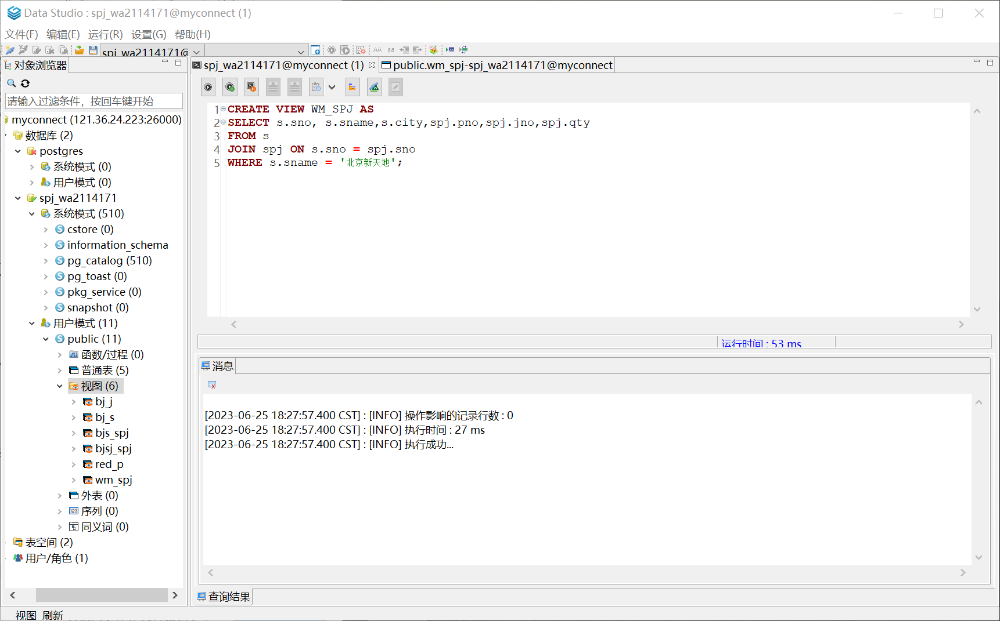 Data Studio : spj_wa2114171@myconnect (1)
文件(F) 编辑(E) 运行(R) 设置(G) 帮助(H)
spj_wa2114171@
对象浏览器
请输入过滤条件，按回车键开始
myconnect (121.36.24.223:26000)
数据库 (2)
postgres
系统模式 (0)
用户模式 (0)
spj_wa2114171
系统模式 (510)
cstore (0)
information_schema
pg_catalog (510)
pg_toast (0)
pkg_service (0)
snapshot (0)
用户模式 (11)
public (11)
函数/过程 (0)
普通表 (5)
视图 (6)
bj_j
bj_s
bjs_spj
bjsj_spj
red_p
wm_spj
外表 (0)
序列 (0)
同义词 (0)
表空间 (2)
用户/角色 (1)
视图 刷新
spj_wa2114171@myconnect (1)
public.wm_spj-spj_wa2114171@myconnect
1 CREATE VIEW WM_SPJ AS
2 SELECT s.sno, s.sname,s.city,spj.pno,spj.jno,spj.qty
3 FROM s
4 JOIN spj ON s.sno = spj.sno
5 WHERE s.sname = '北京新天地';
运行时间 : 53 ms
消息
[2023-06-25 18:27:57.400 CST] : [INFO] 操作影响的记录行数 : 0
[2023-06-25 18:27:57.400 CST] : [INFO] 执行时间 : 27 ms
[2023-06-25 18:27:57.400 CST] : [INFO] 执行成功...
查询结果